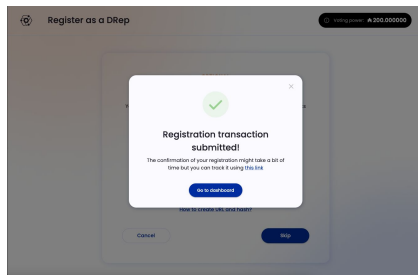 Register as a DRep
Voting power: ₳ 200.000000
Registration transaction
submitted!
The confirmation of your registration might take a bit of
time but you can track it using this link
Go to dashboard
How to create URL and hash?
Cancel
Skip